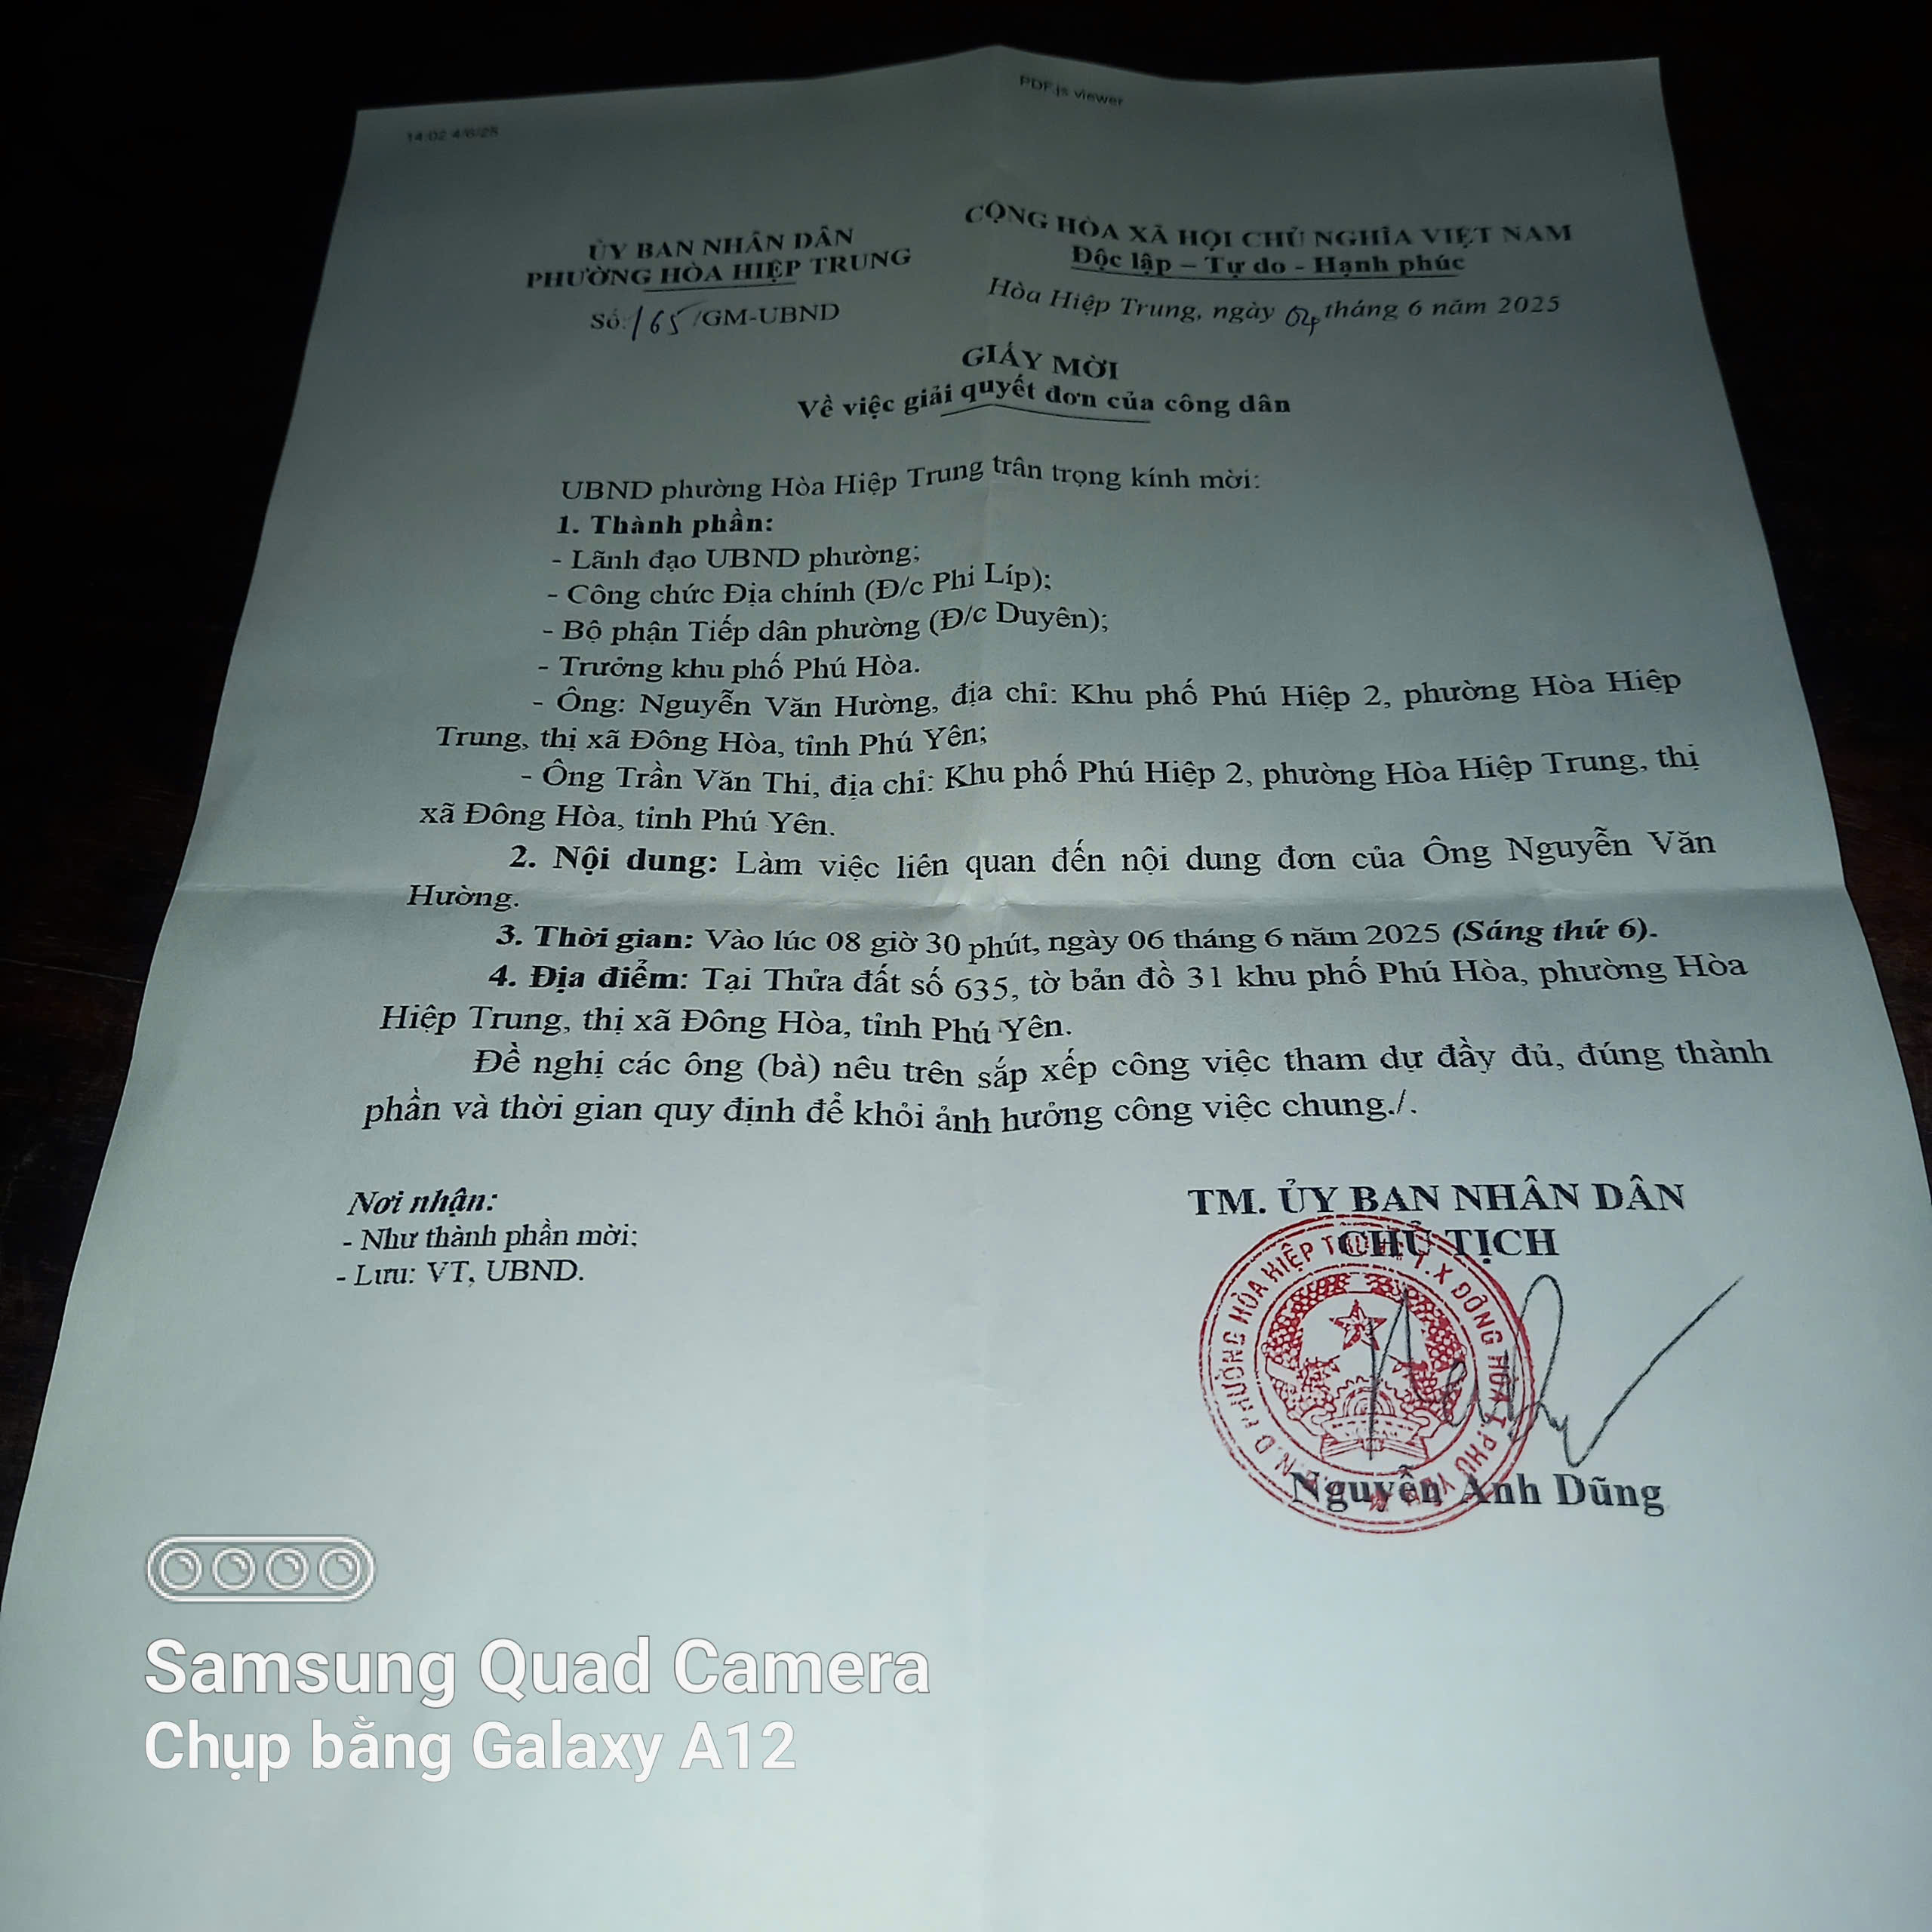 14:02 4/6/25
PDF.js viewer
ỦY BAN NHÂN DÂN
PHƯỜNG HÒA HIỆP TRUNG
Số: 165 /GM-UBND
CỘNG HÒA XÃ HỘI CHỦ NGHĨA VIỆT NAM
Độc lập – Tự do - Hạnh phúc
Hòa Hiệp Trung, ngày 04 tháng 6 năm 2025
GIẤY MỜI
Về việc giải quyết đơn của công dân
UBND phường Hòa Hiệp Trung trân trọng kính mời:
1. Thành phần:
- Lãnh đạo UBND phường;
- Công chức Địa chính (Đ/c Phi Líp);
- Bộ phận Tiếp dân phường (Đ/c Duyên);
- Trưởng khu phố Phú Hòa.
- Ông: Nguyễn Văn Hường, địa chỉ: Khu phố Phú Hiệp 2, phường Hòa Hiệp
Trung, thị xã Đông Hòa, tỉnh Phú Yên;
- Ông Trần Văn Thi, địa chỉ: Khu phố Phú Hiệp 2, phường Hòa Hiệp Trung, thị
xã Đông Hòa, tỉnh Phú Yên.
2. Nội dung: Làm việc liên quan đến nội dung đơn của Ông Nguyễn Văn
Hường.
3. Thời gian: Vào lúc 08 giờ 30 phút, ngày 06 tháng 6 năm 2025 (Sáng thứ 6).
4. Địa điểm: Tại Thửa đất số 635, tờ bản đồ 31 khu phố Phú Hòa, phường Hòa
Hiệp Trung, thị xã Đông Hòa, tỉnh Phú Yên.
Đề nghị các ông (bà) nêu trên sắp xếp công việc tham dự đầy đủ, đúng thành
phần và thời gian quy định để khỏi ảnh hưởng công việc chung./.
Nơi nhận:
- Như thành phần mời;
- Lưu: VT, UBND.
TM. ỦY BAN NHÂN DÂN
CHỦ TỊCH
PHƯỜNG HÒA HIỆP TRUNG T.X ĐÔNG HÒA T.PHÚ YÊN
Nguyễn Anh Dũng
Samsung Quad Camera
Chụp bằng Galaxy A12